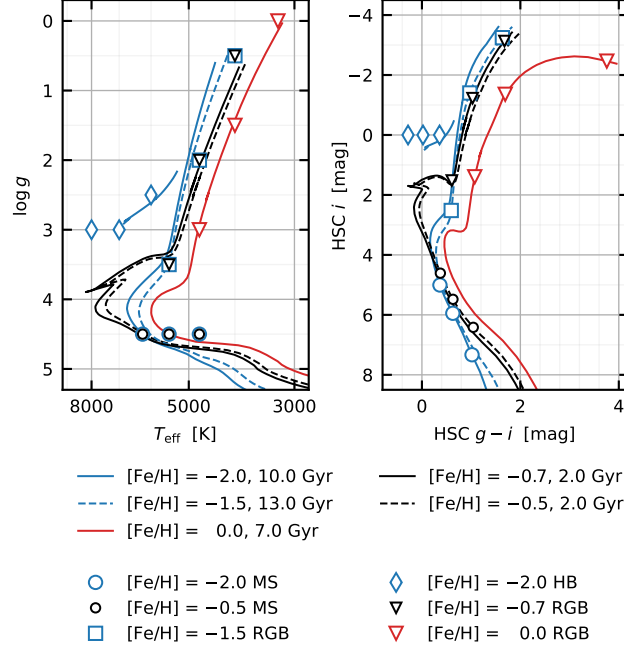 0
1
2
3
4
5
log g
8000
5000
3000
T_eff [K]
−4
−2
0
2
4
6
8
HSC i [mag]
0
2
4
HSC g − i [mag]
[Fe/H] = −2.0, 10.0 Gyr
[Fe/H] = −1.5, 13.0 Gyr
[Fe/H] = 0.0, 7.0 Gyr
[Fe/H] = −0.7, 2.0 Gyr
[Fe/H] = −0.5, 2.0 Gyr
[Fe/H] = −2.0 MS
[Fe/H] = −0.5 MS
[Fe/H] = −1.5 RGB
[Fe/H] = −2.0 HB
[Fe/H] = −0.7 RGB
[Fe/H] = 0.0 RGB